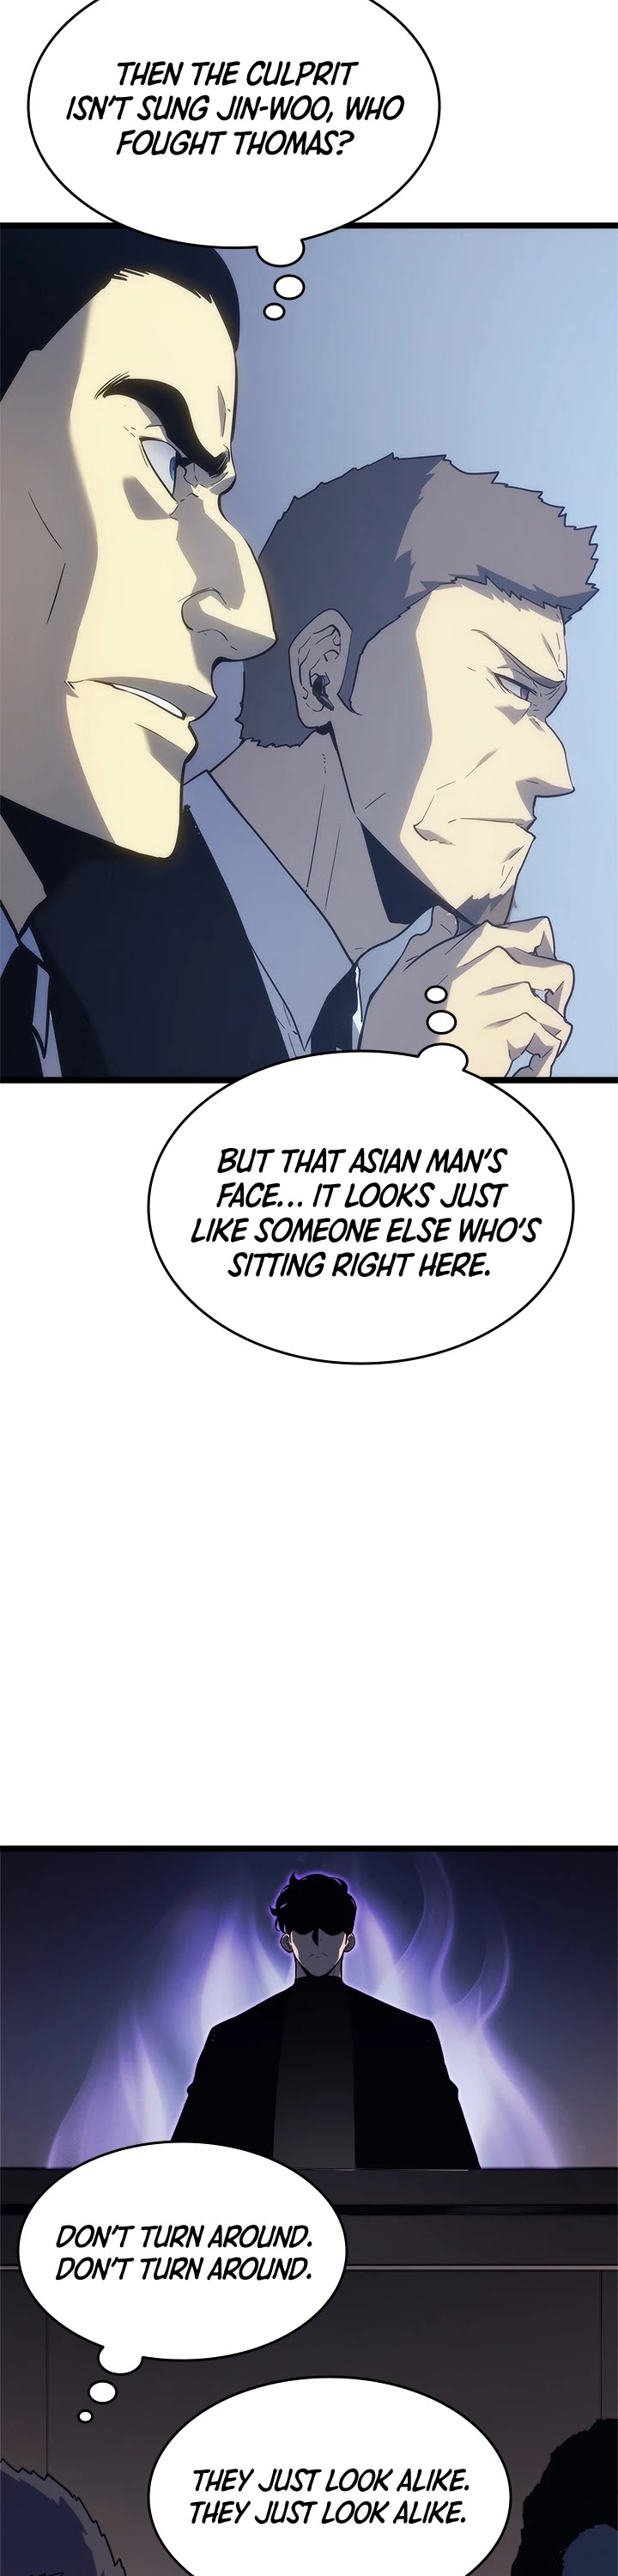 THEN THE CULPRIT
ISN'T SUNG JIN-WOO, WHO
FOUGHT THOMAS?
BUT THAT ASIAN MAN'S
FACE... IT LOOKS JUST
LIKE SOMEONE ELSE WHO'S
SITTING RIGHT HERE.
DON'T TURN AROUND.
DON'T TURN AROUND.
THEY JUST LOOK ALIKE.
THEY JUST LOOK ALIKE.